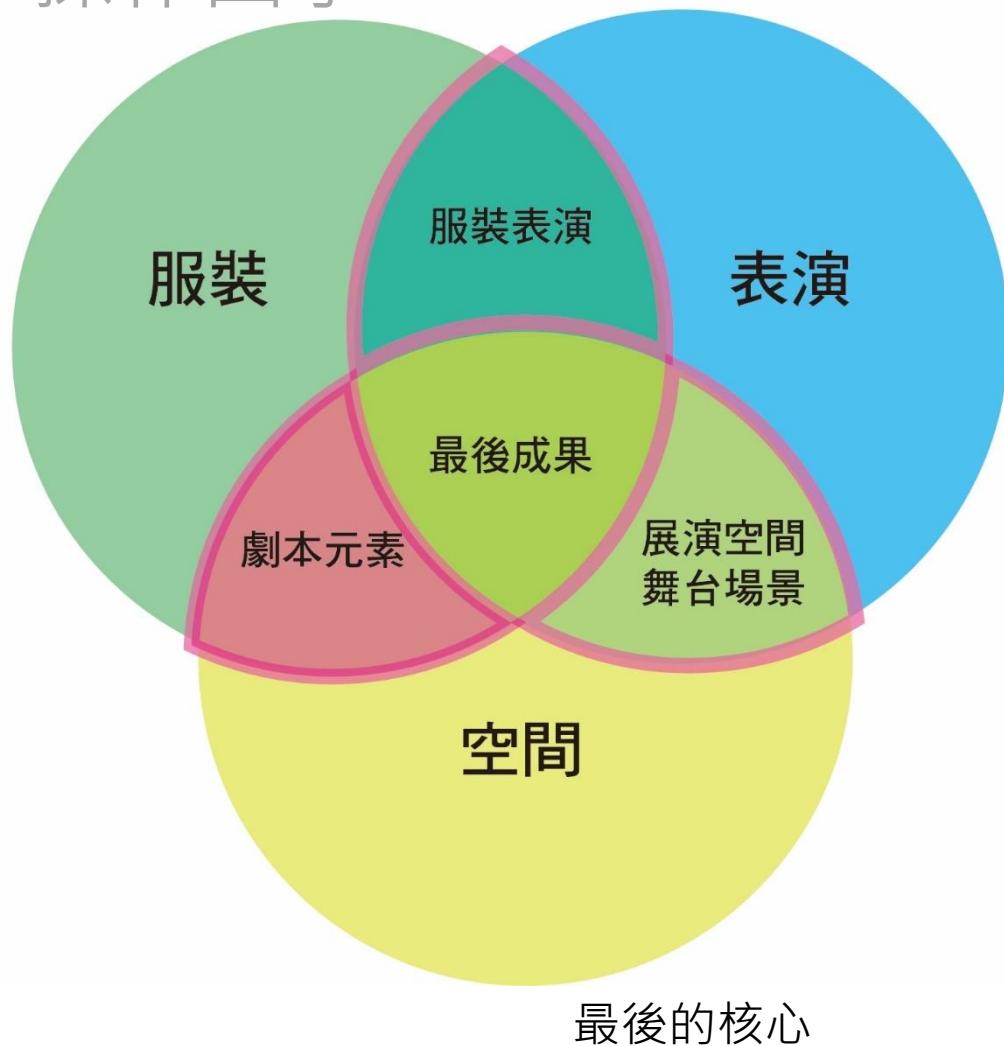 服裝表演
服裝
表演
最後成果
劇本元素
展演空間
舞台場景
空間
最後的核心